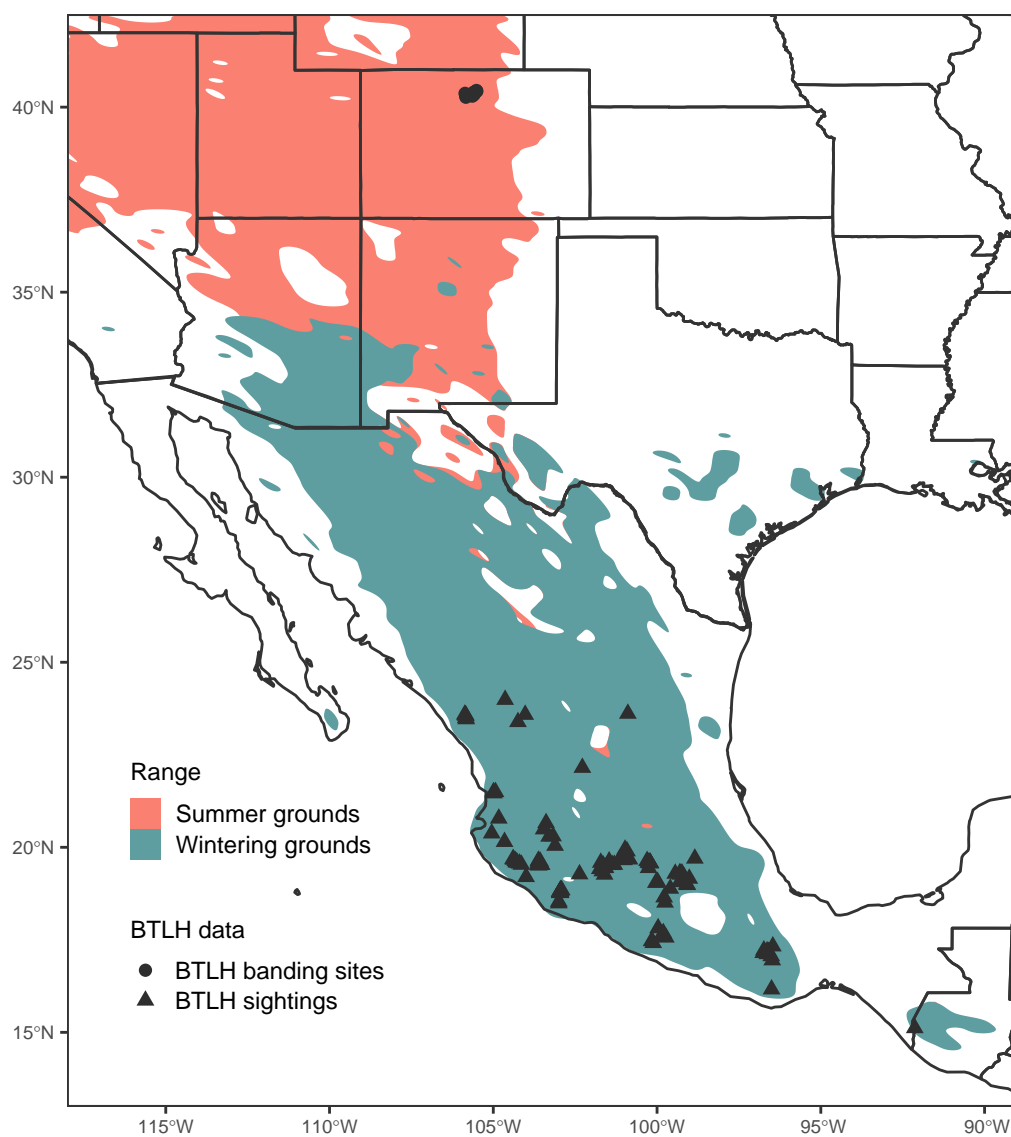 40°N
35°N
30°N
25°N
20°N
15°N
Range
Summer grounds
Wintering grounds
BTLH data
BTLH banding sites
BTLH sightings
115°W
110°W
105°W
100°W
95°W
90°W